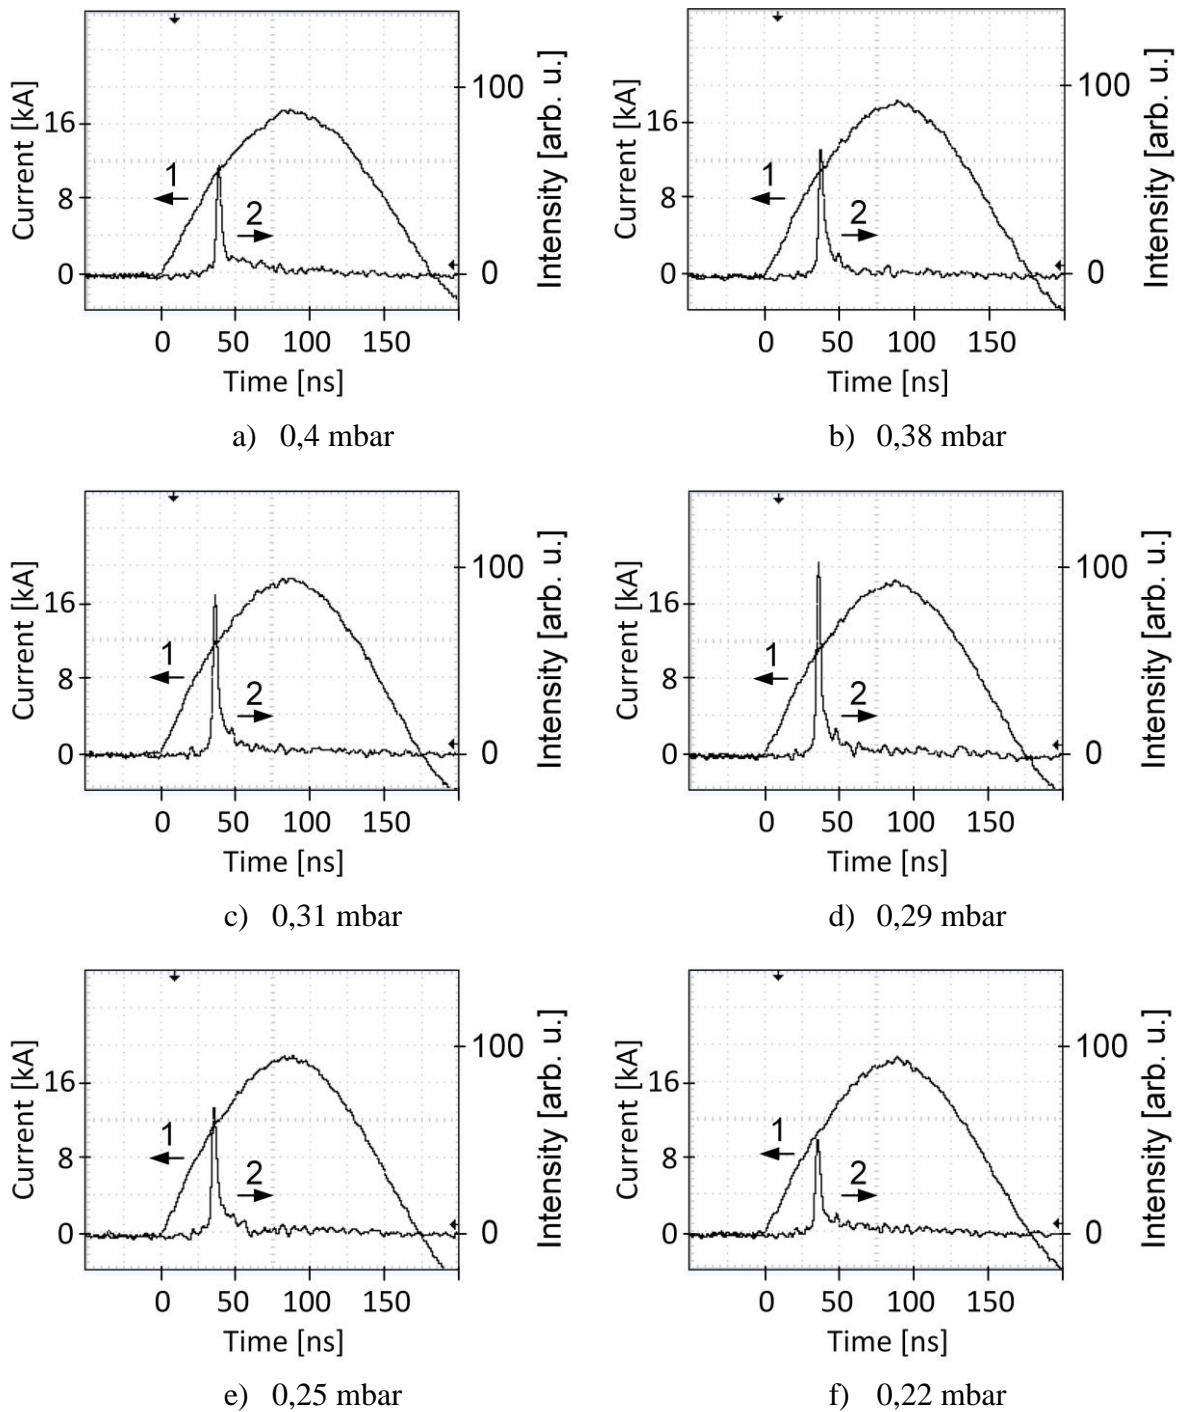 Current [kA]
16
8
0
1
2
100
0
Intensity [arb. u.]
0 50 100 150
Time [ns]
a) 0,4 mbar
Current [kA]
16
8
0
1
2
100
0
Intensity [arb. u.]
0 50 100 150
Time [ns]
b) 0,38 mbar
Current [kA]
16
8
0
1
2
100
0
Intensity [arb. u.]
0 50 100 150
Time [ns]
c) 0,31 mbar
Current [kA]
16
8
0
1
2
100
0
Intensity [arb. u.]
0 50 100 150
Time [ns]
d) 0,29 mbar
Current [kA]
16
8
0
1
2
100
0
Intensity [arb. u.]
0 50 100 150
Time [ns]
e) 0,25 mbar
Current [kA]
16
8
0
1
2
100
0
Intensity [arb. u.]
0 50 100 150
Time [ns]
f) 0,22 mbar